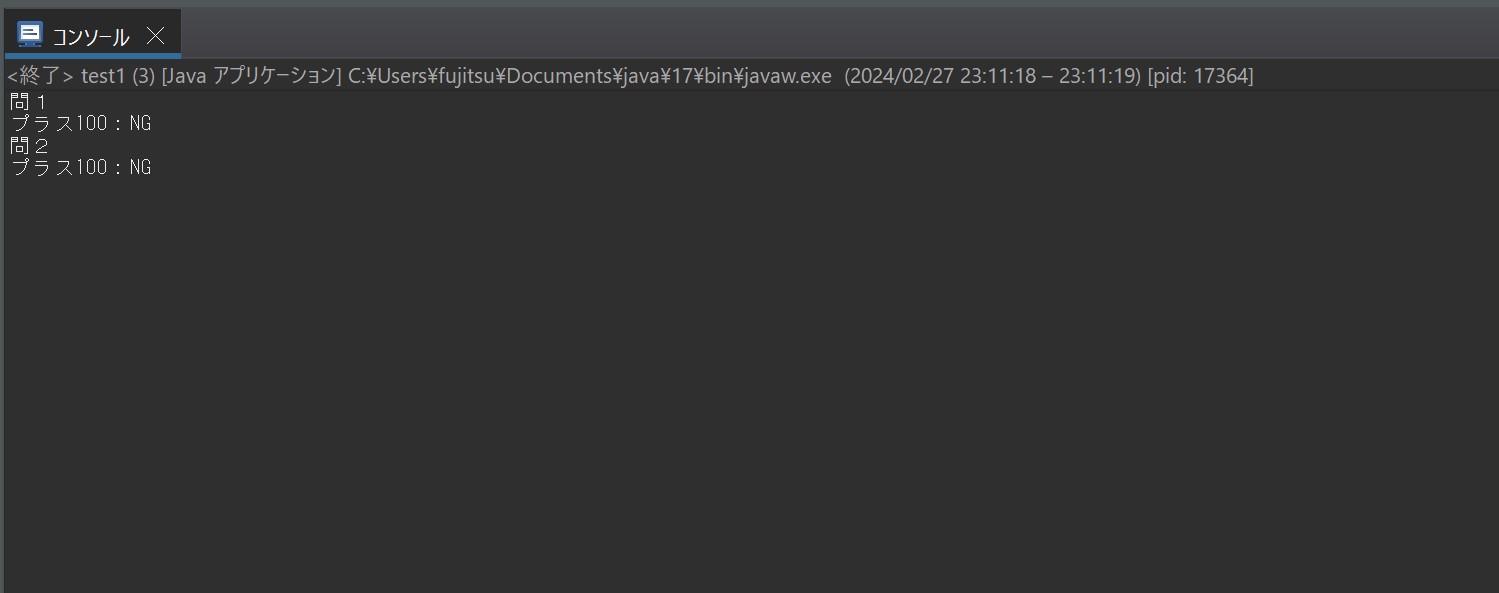 コンソール
<終了> test1 (3) [Java アプリケーション] C:¥Users¥fujitsu¥Documents¥java¥17¥bin¥javaw.exe  (2024/02/27 23:11:18 – 23:11:19) [pid: 17364]
問１
プラス100：NG
問２
プラス100：NG